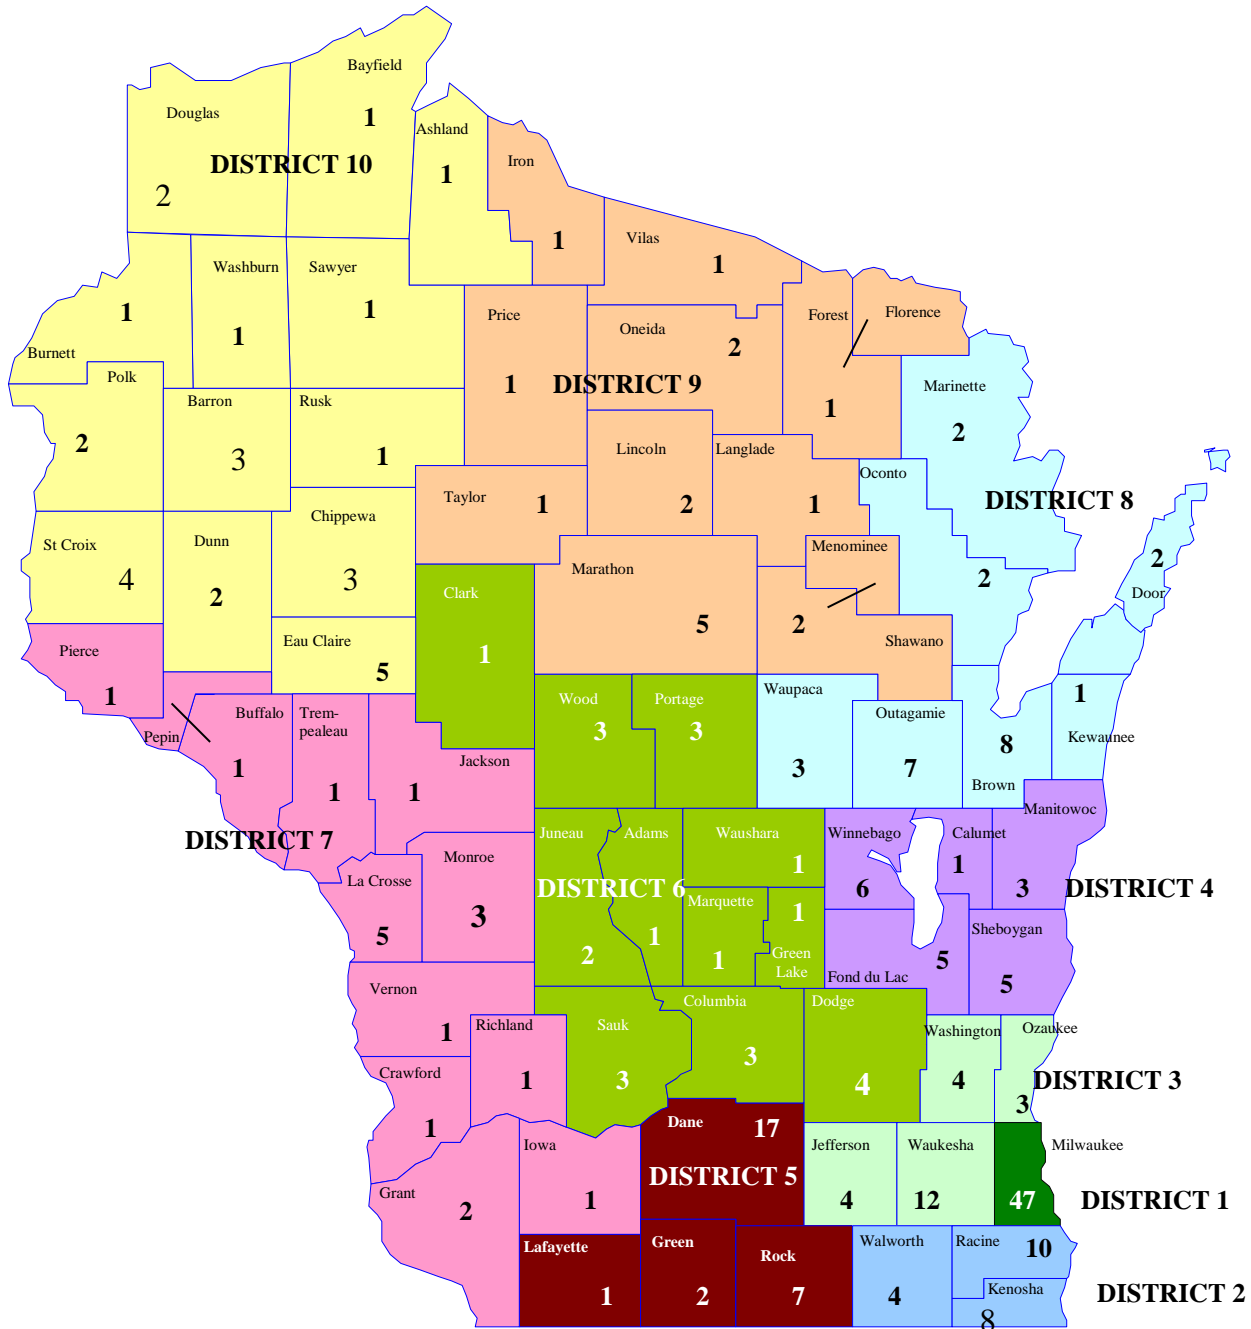 Bayfield
1
Douglas
2
DISTRICT 10
Ashland
1
Iron
1
Vilas
1
Washburn
1
Sawyer
1
1
Burnett
Price
1
Oneida
2
Forest
1
Florence
Polk
2
Barron
3
Rusk
1
DISTRICT 9
Marinette
2
Lincoln
2
Langlade
1
Oconto
2
DISTRICT 8
Taylor
1
St Croix
4
Dunn
2
Chippewa
3
Marathon
5
Menominee
2
Shawano
2
Door
Clark
1
Pierce
1
Eau Claire
5
Pepin
Buffalo
1
Trem-
pealeau
1
Jackson
1
Wood
3
Portage
3
Waupaca
3
Outagamie
7
8
Brown
1
Kewaunee
DISTRICT 7
Monroe
3
La Crosse
5
Juneau
2
Adams
1
Waushara
1
DISTRICT 6
Marquette
1
1
Green
Lake
Winnebago
6
Calumet
1
Manitowoc
3
DISTRICT 4
Fond du Lac
5
Sheboygan
5
Vernon
1
Richland
1
Crawford
1
Sauk
3
Columbia
3
Dodge
4
Washington
4
Ozaukee
3
DISTRICT 3
Grant
2
Iowa
1
Dane
17
DISTRICT 5
Jefferson
4
Waukesha
12
Milwaukee
47
DISTRICT 1
Lafayette
1
Green
2
Rock
7
Walworth
4
Racine
10
Kenosha
8
DISTRICT 2